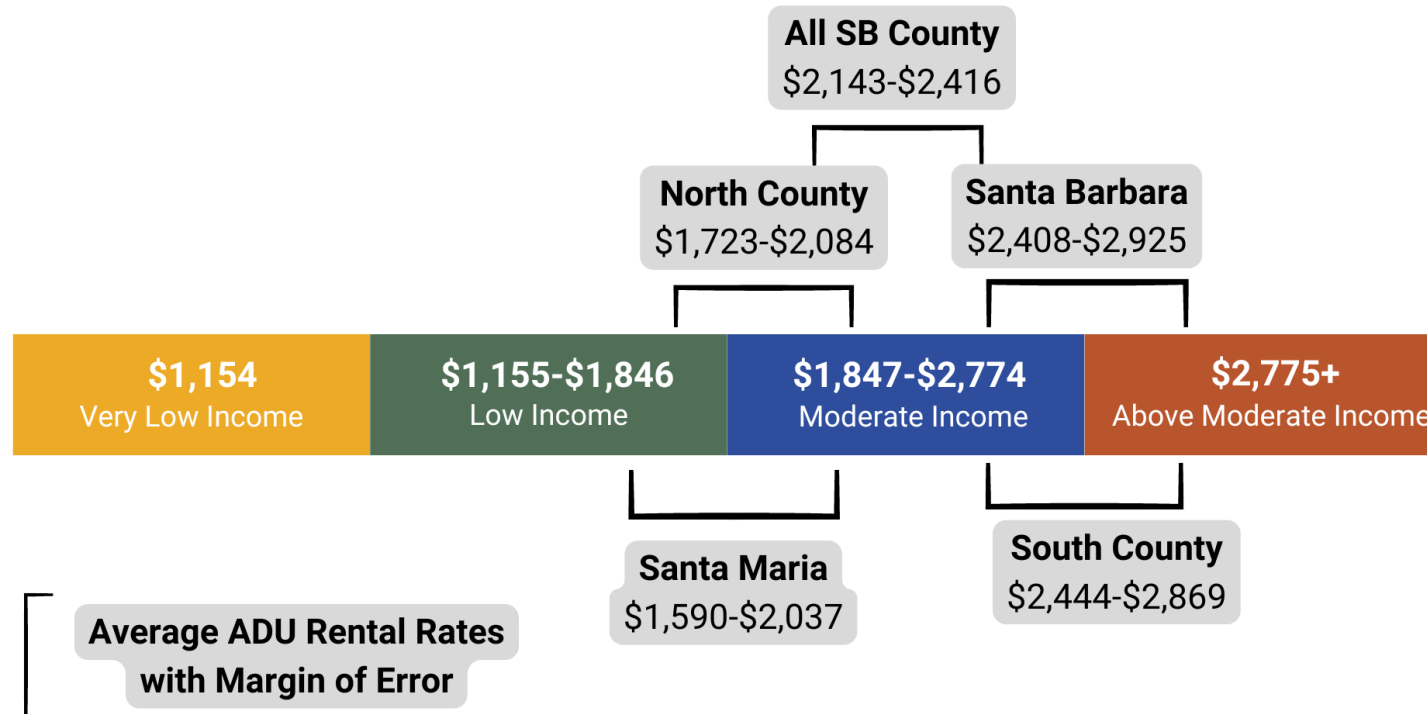 All SB County
$2,143-$2,416
North County
$1,723-$2,084
Santa Barbara
$2,408-$2,925
$1,154
Very Low Income
$1,155-$1,846
Low Income
$1,847-$2,774
Moderate Income
$2,775+
Above Moderate Income
Santa Maria
$1,590-$2,037
South County
$2,444-$2,869
Average ADU Rental Rates
with Margin of Error